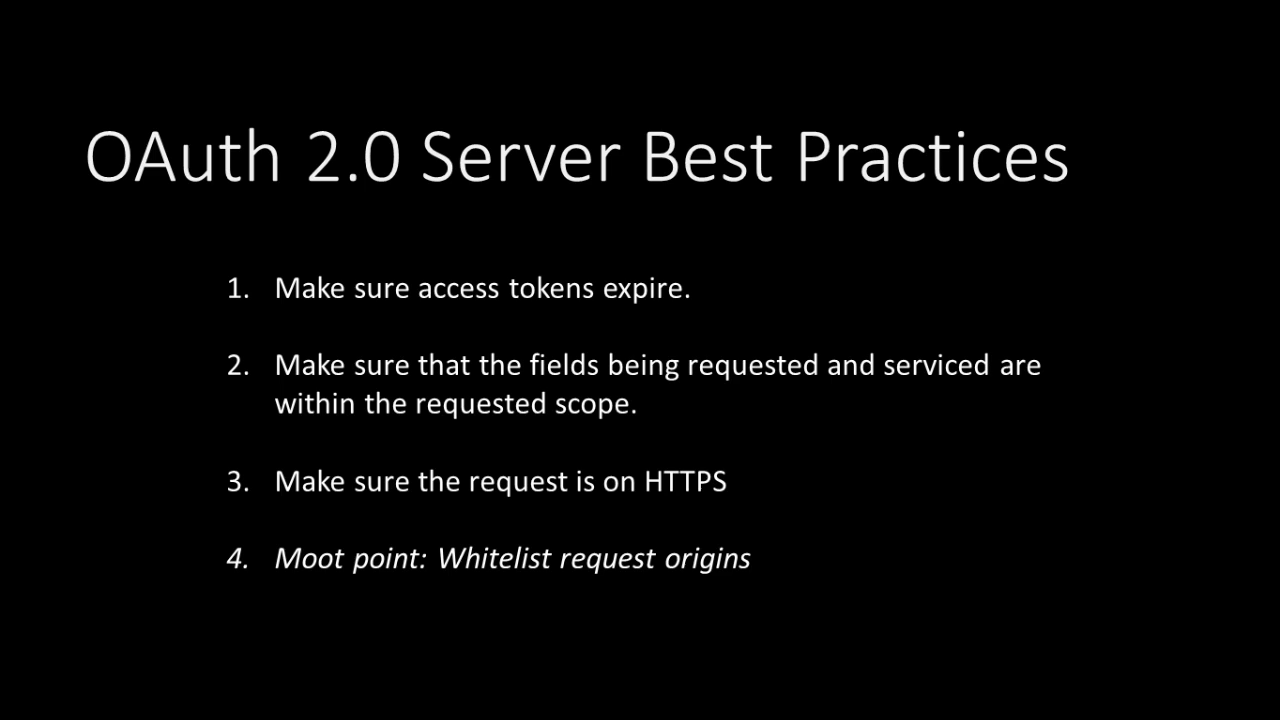 OAuth 2.0 Server Best Practices
1. Make sure access tokens expire.
2. Make sure that the fields being requested and serviced are
within the requested scope.
3. Make sure the request is on HTTPS
4. Moot point: Whitelist request origins